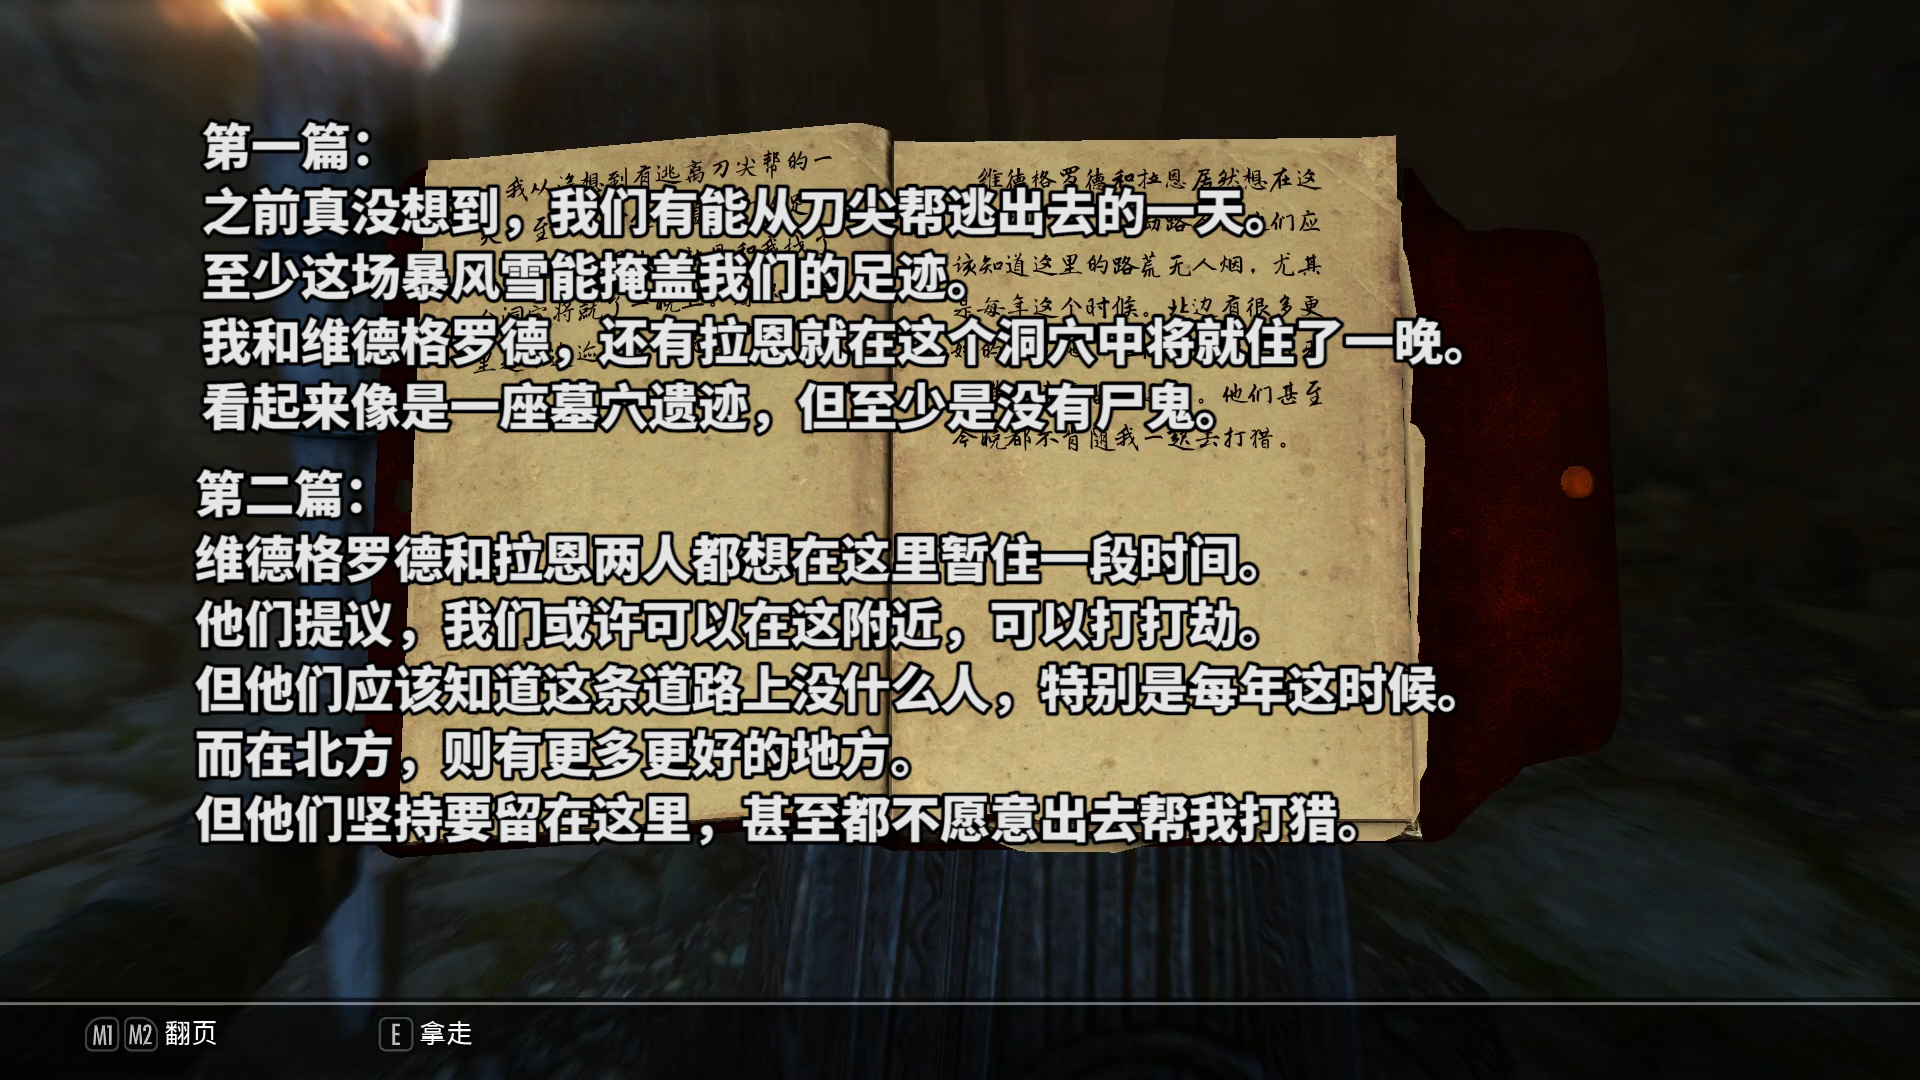 第一篇：
之前真没想到，我们有能从刀尖帮逃出去的一天。
至少这场暴风雪能掩盖我们的足迹。
我和维德格罗德，还有拉恩就在这个洞穴中将就住了一晚。
看起来像是一座墓穴遗迹，但至少是没有尸鬼。
第二篇：
维德格罗德和拉恩两人都想在这里暂住一段时间。
他们提议，我们或许可以在这附近，可以打打劫。
但他们应该知道这条道路上没什么人，特别是每年这时候。
而在北方，则有更多更好的地方。
但他们坚持要留在这里，甚至都不愿意出去帮我打猎。
维德格罗德和拉恩居然想在这
们应
该知道这里的路荒无人烟，尤其
是每年这个时候。北边有很多更
他们甚至
今晚都不肯随我一起去打猎。
M1 M2 翻页
E 拿走